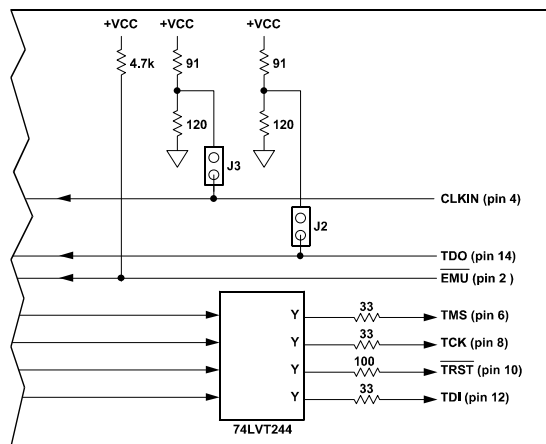 +VCC +VCC +VCC
4.7k 91 91
120 120
J3
CLKIN (pin 4)
J2
TDO (pin 14)
EMU (pin 2 )
Y 33 TMS (pin 6)
Y 33 TCK (pin 8)
Y 100 TRST (pin 10)
Y 33 TDI (pin 12)
74LVT244